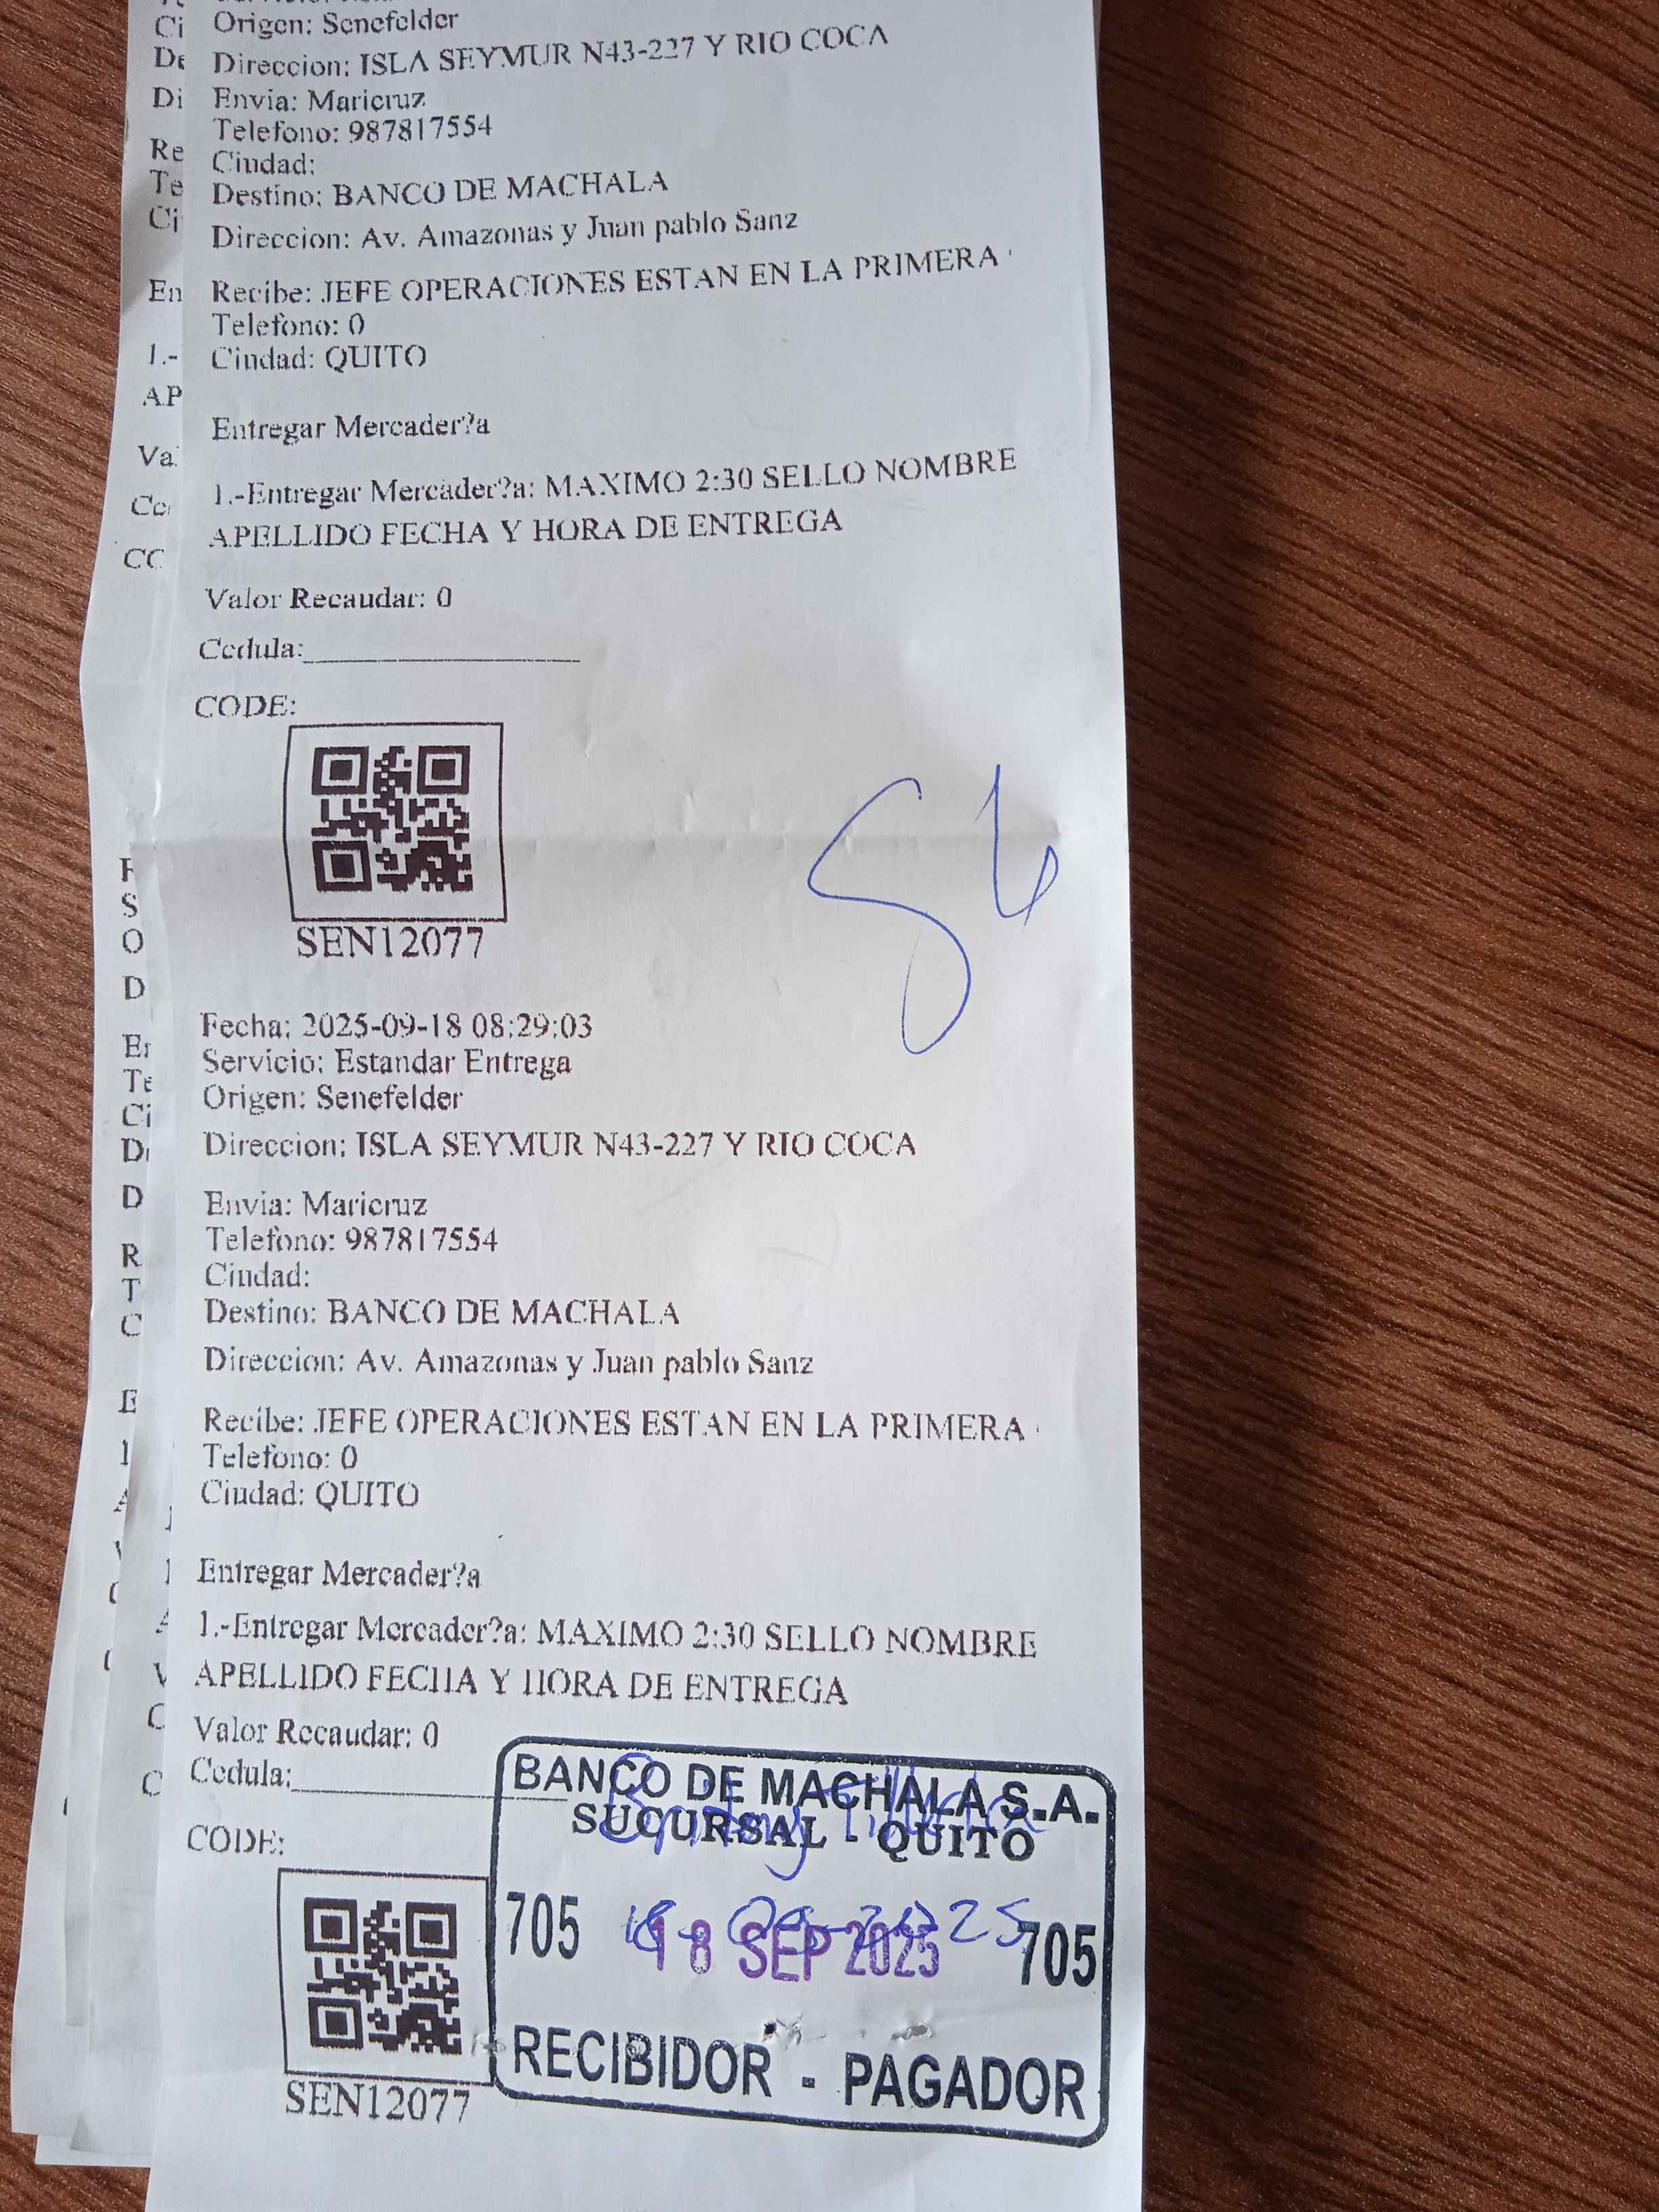 Origen: Senefelder
Direccion: ISLA SEYMUR N43-227 Y RIO COCA
Envia: Maricruz
Telefono: 987817554
Ciudad:
Destino: BANCO DE MACHALA
Direccion: Av. Amazonas y Juan pablo Sanz
Recibe: JEFE OPERACIONES ESTAN EN LA PRIMERA
Telefono: 0
Ciudad: QUITO
Entregar Mercader?a
1.-Entregar Mercader?a: MAXIMO 2:30 SELLO NOMBRE
APELLIDO FECHA Y HORA DE ENTREGA
Valor Recaudar: 0
Cedula:
CODE:
SEN12077
Fecha: 2025-09-18 08:29:03
Servicio: Estandar Entrega
Origen: Senefelder
Direccion: ISLA SEYMUR N43-227 Y RIO COCA
Envia: Maricruz
Telefono: 987817554
Ciudad:
Destino: BANCO DE MACHALA
Direccion: Av. Amazonas y Juan pablo Sanz
Recibe: JEFE OPERACIONES ESTAN EN LA PRIMERA
Telefono: 0
Ciudad: QUITO
Entregar Mercader?a
1.-Entregar Mercader?a: MAXIMO 2:30 SELLO NOMBRE
APELLIDO FECHA Y HORA DE ENTREGA
Valor Recaudar: 0
Cedula:
CODE:
SEN12077
BANCO DE MACHALA S.A.
SUCURSAL - QUITO
705 18 SEP 2025 705
18-09-2025
RECIBIDOR - PAGADOR